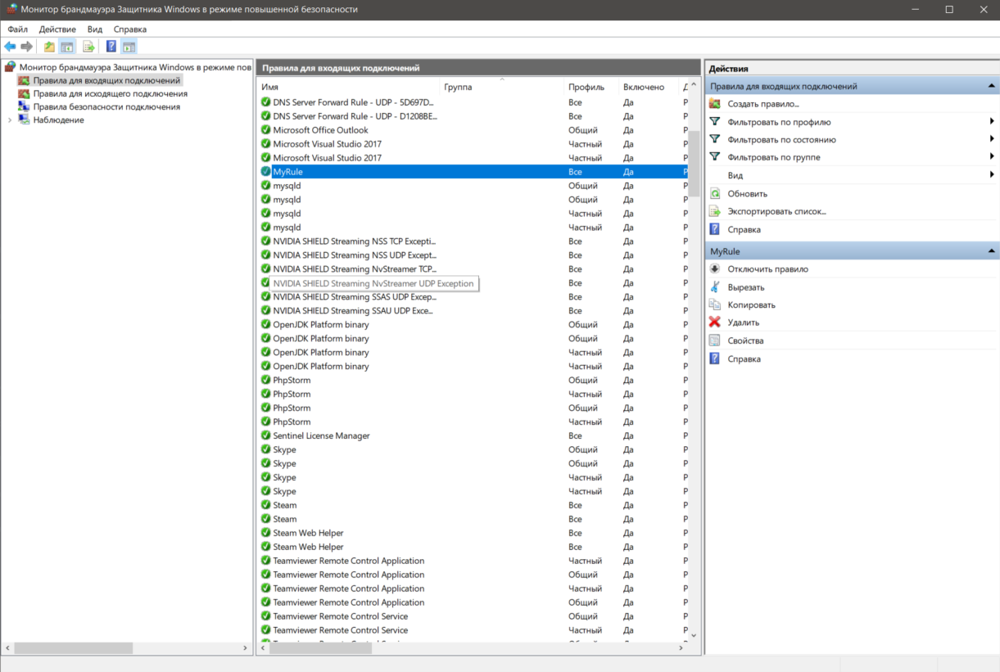 Монитор брандмауэра Защитника Windows в режиме повышенной безопасности
Файл Действие Вид Справка
Монитор брандмауэра Защитника Windows в режиме пов
Правила для входящих подключений
Правила для исходящего подключения
Правила безопасности подключения
Наблюдение
Правила для входящих подключений
Имя Группа Профиль Включено
DNS Server Forward Rule - UDP - 5D697D... Все Да
DNS Server Forward Rule - UDP - D1208BE... Все Да
Microsoft Office Outlook Общий Да
Microsoft Visual Studio 2017 Частный Да
Microsoft Visual Studio 2017 Частный Да
MyRule Все Да
mysqld Общий Да
mysqld Общий Да
mysqld Частный Да
mysqld Частный Да
NVIDIA SHIELD Streaming NSS TCP Excepti... Все Да
NVIDIA SHIELD Streaming NSS UDP Except... Все Да
NVIDIA SHIELD Streaming NvStreamer TCP... Все Да
NVIDIA SHIELD Streaming NvStreamer UDP Exception Все Да
NVIDIA SHIELD Streaming SSAS UDP Excep... Все Да
NVIDIA SHIELD Streaming SSAU UDP Exce... Все Да
OpenJDK Platform binary Общий Да
OpenJDK Platform binary Общий Да
OpenJDK Platform binary Частный Да
OpenJDK Platform binary Частный Да
PhpStorm Общий Да
PhpStorm Частный Да
PhpStorm Общий Да
PhpStorm Частный Да
Sentinel License Manager Все Да
Skype Общий Да
Skype Общий Да
Skype Частный Да
Skype Частный Да
Steam Все Да
Steam Все Да
Steam Web Helper Все Да
Steam Web Helper Все Да
Teamviewer Remote Control Application Частный Да
Teamviewer Remote Control Application Общий Да
Teamviewer Remote Control Application Частный Да
Teamviewer Remote Control Application Общий Да
Teamviewer Remote Control Service Общий Да
Teamviewer Remote Control Service Частный Да
Действия
Правила для входящих подключений
Создать правило...
Фильтровать по профилю
Фильтровать по состоянию
Фильтровать по группе
Вид
Обновить
Экспортировать список...
Справка
MyRule
Отключить правило
Вырезать
Копировать
Удалить
Свойства
Справка